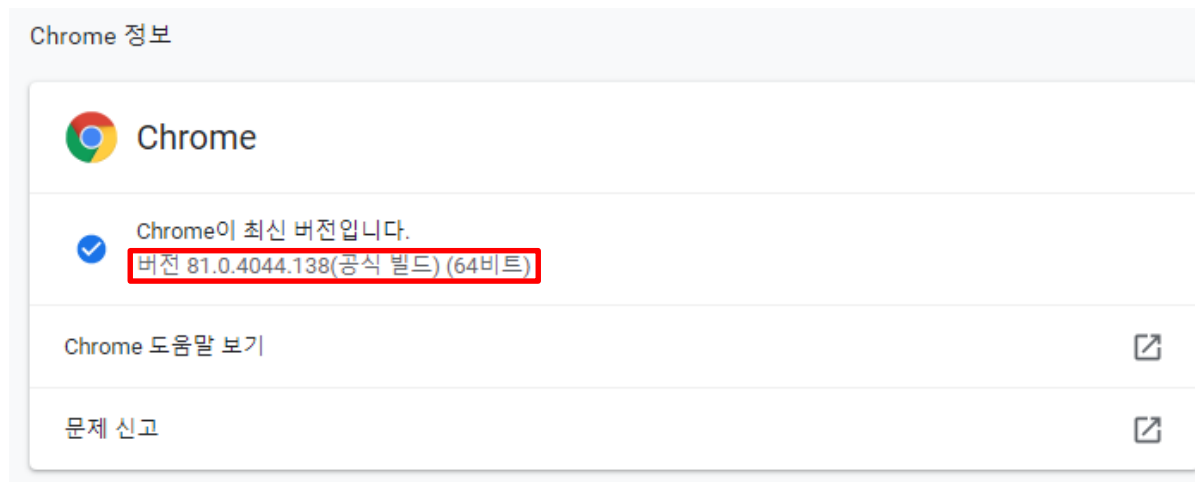 Chrome 정보
Chrome
Chrome이 최신 버전입니다.
버전 81.0.4044.138(공식 빌드) (64비트)
Chrome 도움말 보기
문제 신고